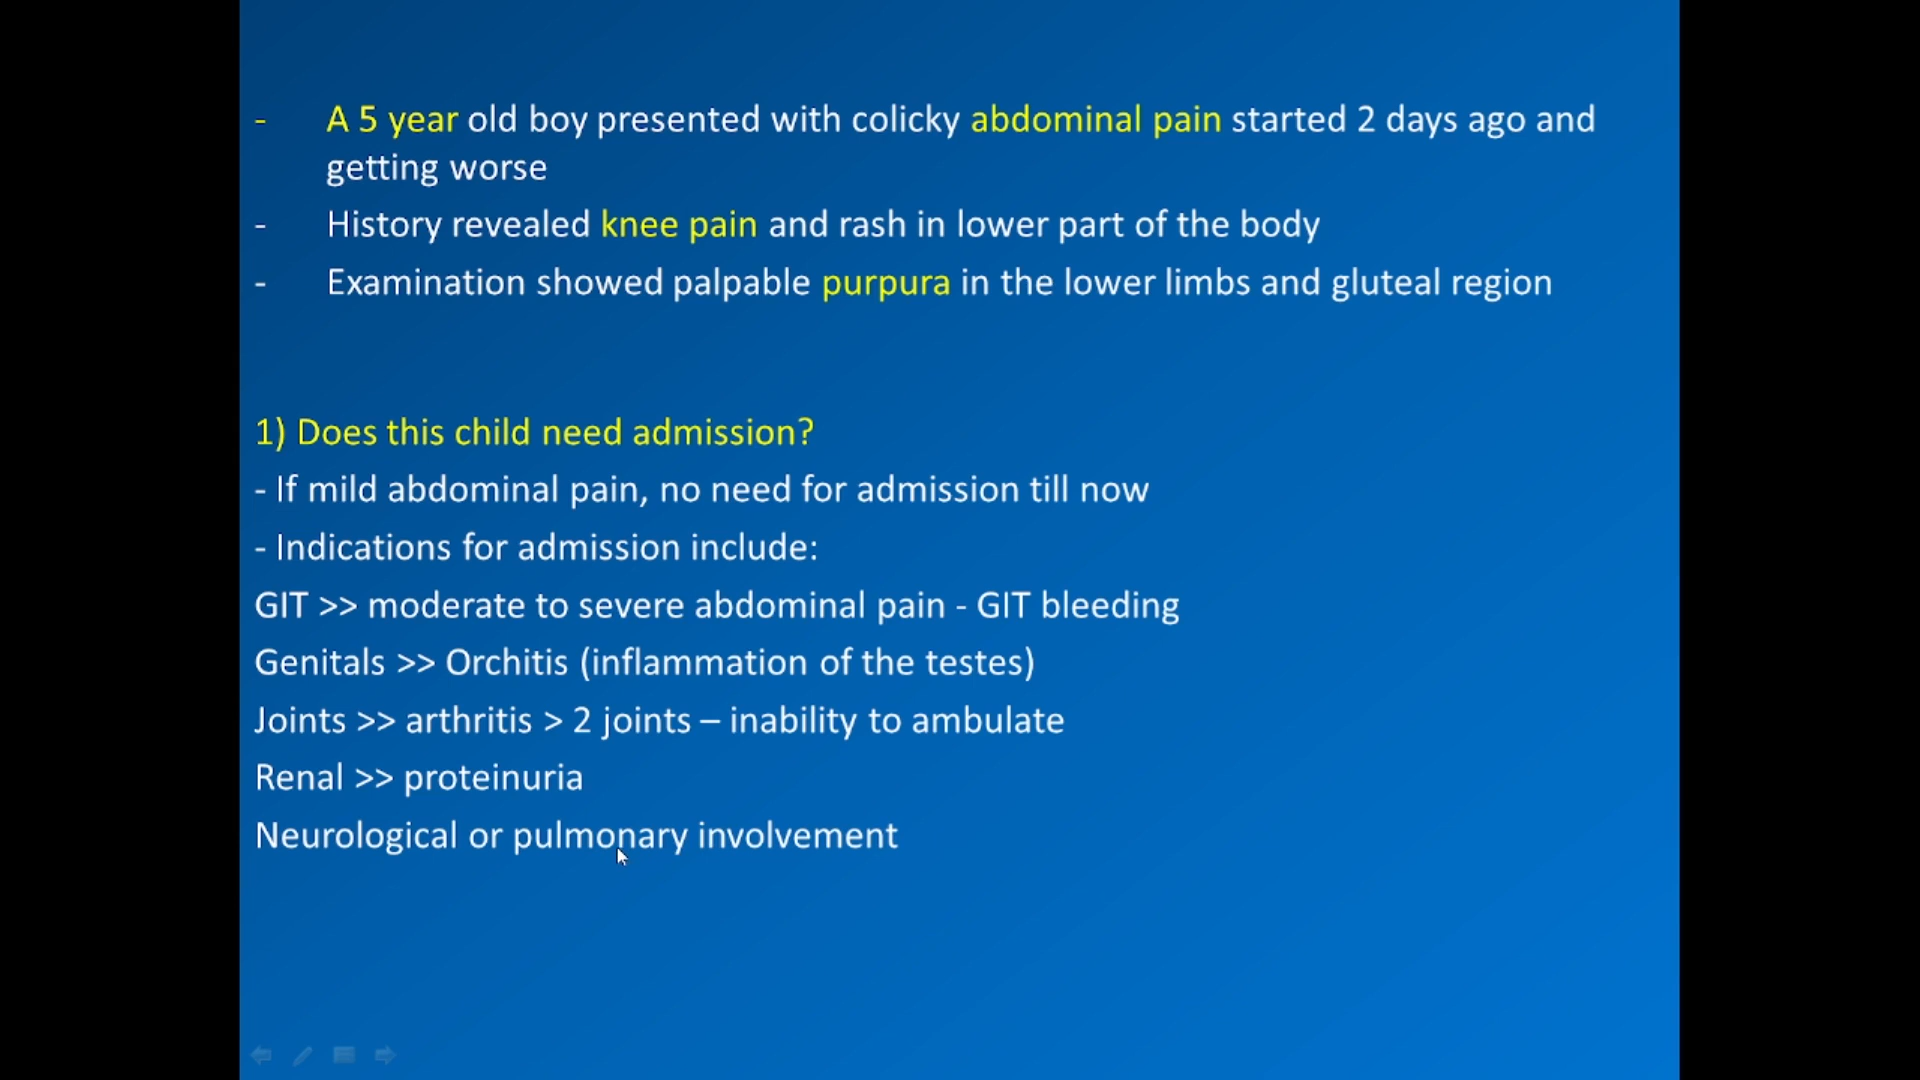 - A 5 year old boy presented with colicky abdominal pain started 2 days ago and
getting worse
- History revealed knee pain and rash in lower part of the body
- Examination showed palpable purpura in the lower limbs and gluteal region
1) Does this child need admission?
- If mild abdominal pain, no need for admission till now
- Indications for admission include:
GIT >> moderate to severe abdominal pain - GIT bleeding
Genitals >> Orchitis (inflammation of the testes)
Joints >> arthritis > 2 joints – inability to ambulate
Renal >> proteinuria
Neurological or pulmonary involvement